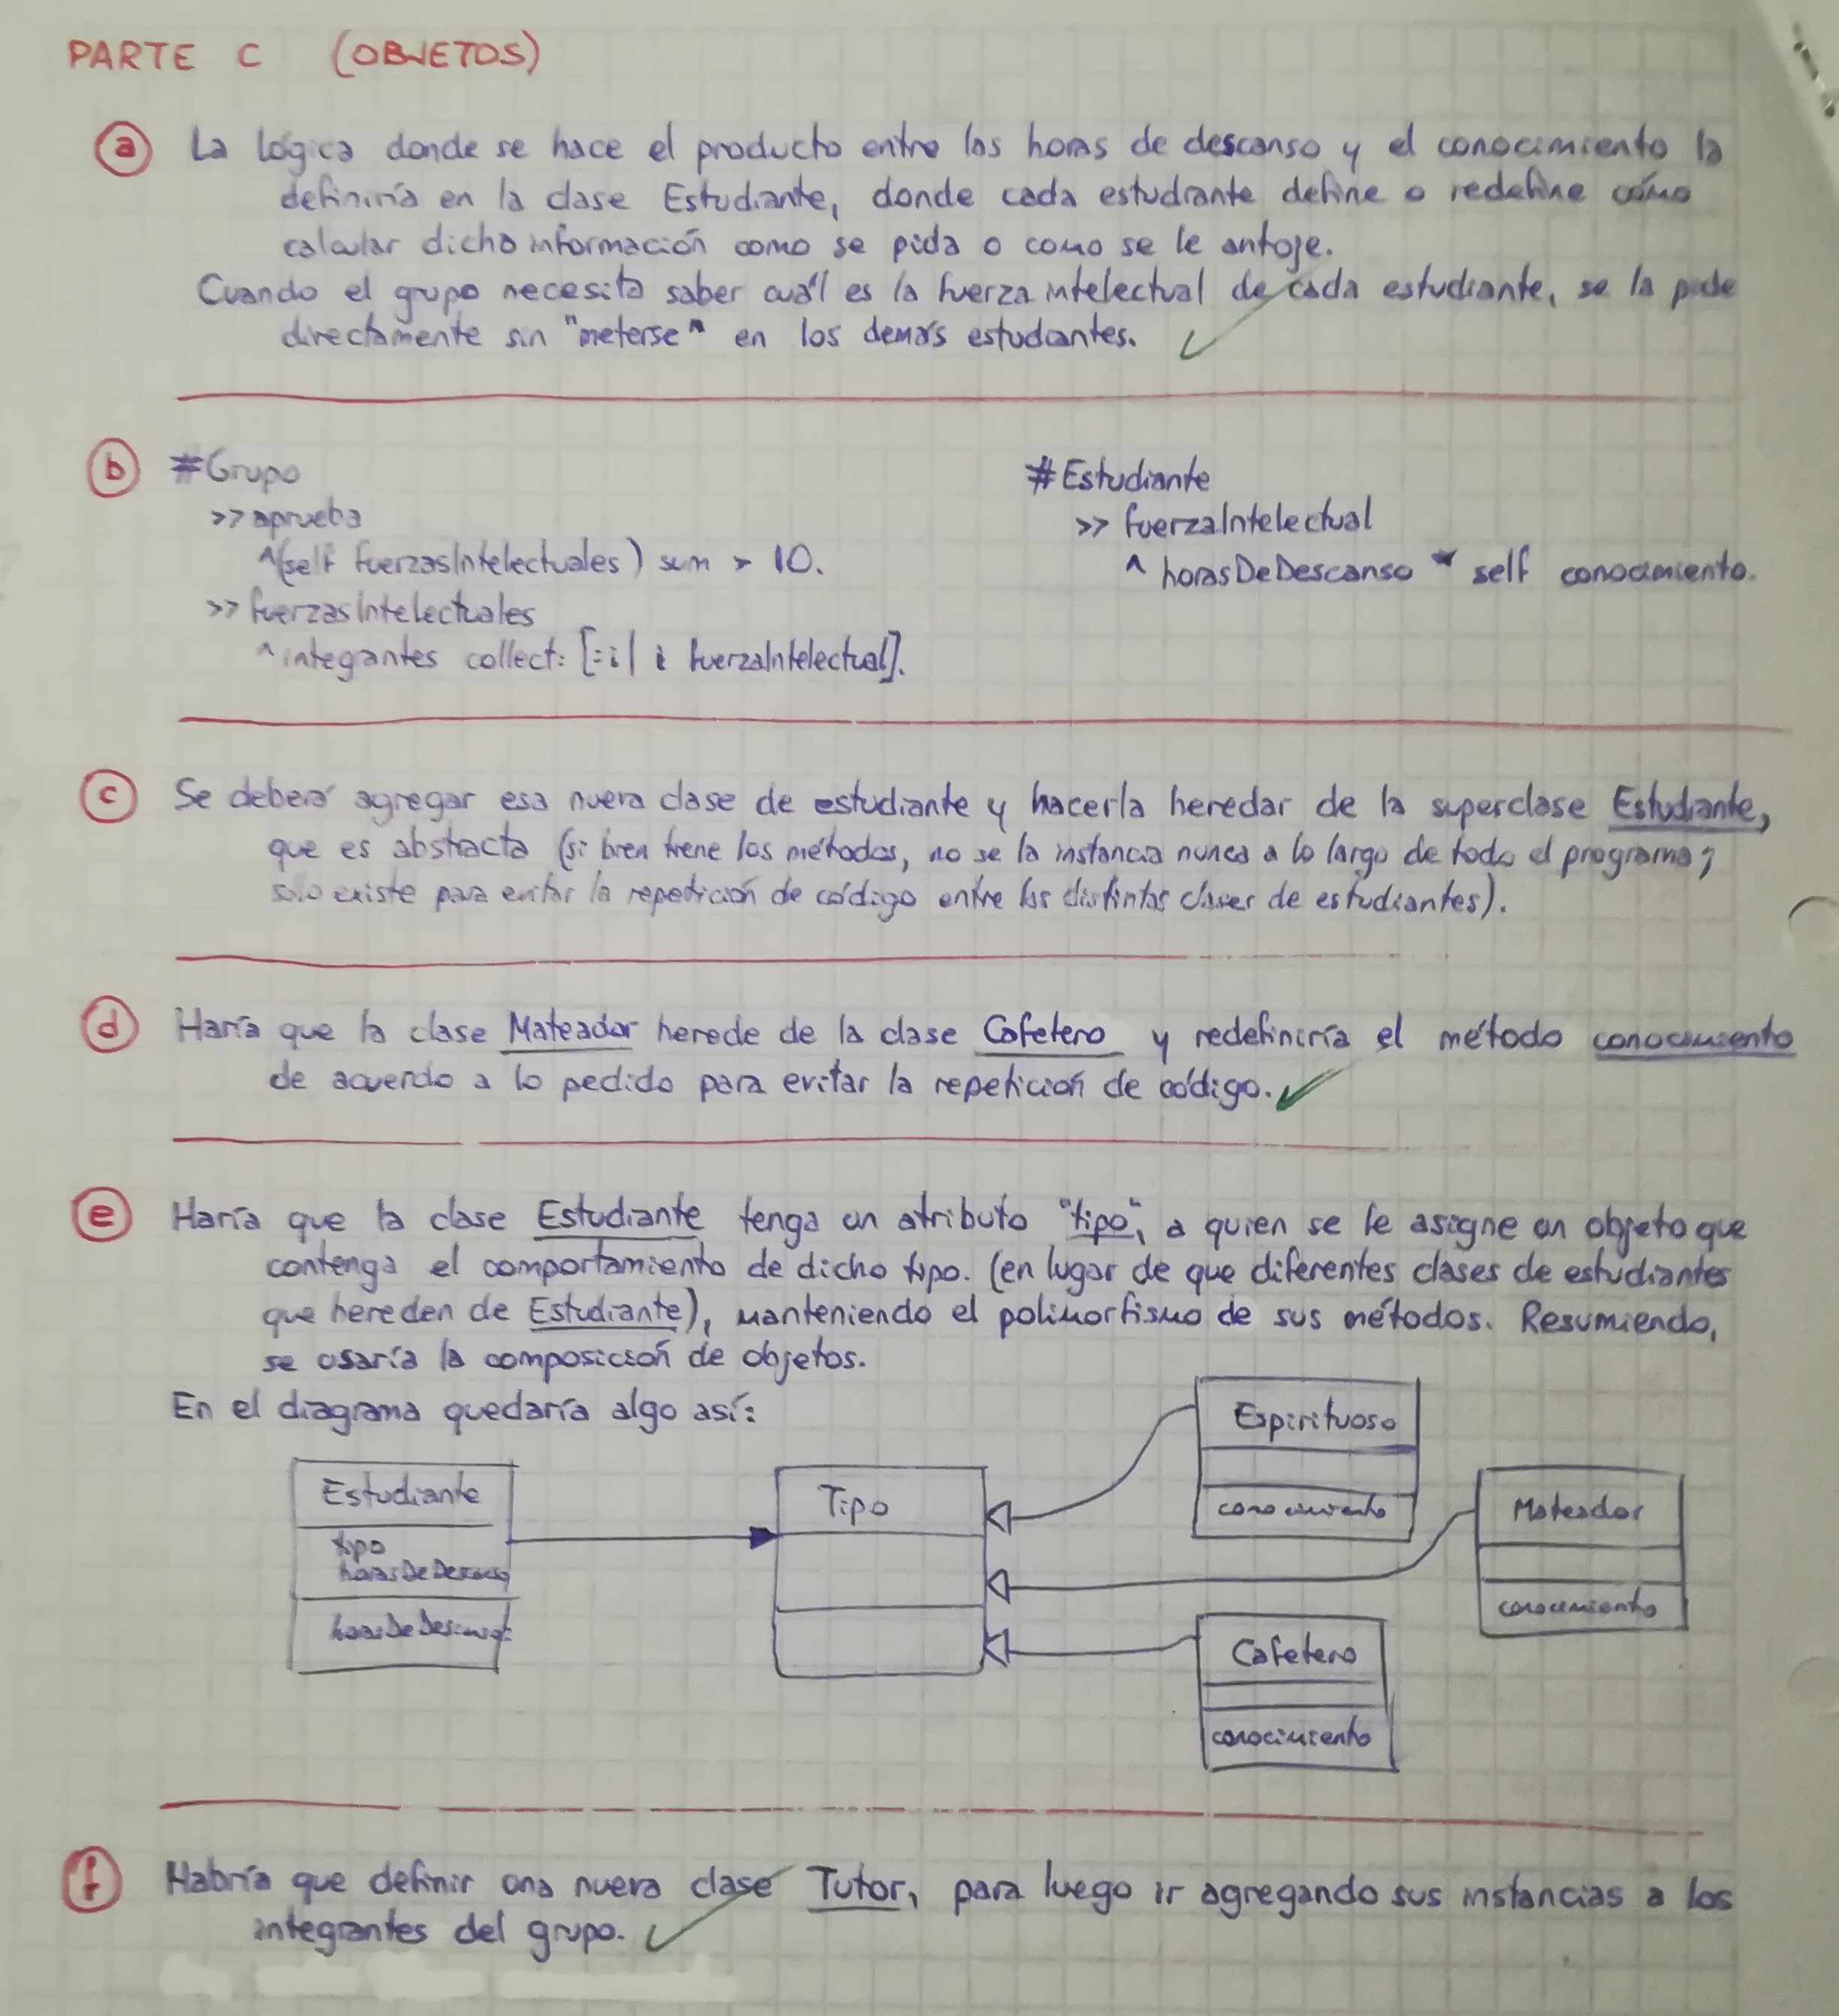 PARTE C (OBJETOS)
a La lógica donde se hace el producto entre las horas de descanso y el conocimiento la
definiría en la clase Estudiante, donde cada estudiante define o redefine cómo
calcular dicha información como se pida o como se le antoje.
Cuando el grupo necesita saber cuál es la fuerza intelectual de cada estudiante, se la pide
directamente sin "meterse" en los demás estudiantes.
b #Grupo
>> aprueba
^(self fuerzasIntelectuales) sum > 10.
>> fuerzasIntelectuales
^integrantes collect: [:i| i fuerzaIntelectual].
#Estudiante
>> fuerzaIntelectual
^ horasDeDescanso * self conocimiento.
c Se deberá agregar esa nueva clase de estudiante y hacerla heredar de la superclase Estudiante,
que es abstracta (si bien tiene los métodos, no se la instancia nunca a lo largo de todo el programa;
solo existe para evitar la repetición de código entre las distintas clases de estudiantes).
d Haría que la clase Mateador herede de la clase Cafetero y redefiniría el método conocimiento
de acuerdo a lo pedido para evitar la repetición de código.
e Haría que la clase Estudiante tenga un atributo "tipo", a quien se le asigne un objeto que
contenga el comportamiento de dicho tipo. (en lugar de que diferentes clases de estudiantes
que hereden de Estudiante), manteniendo el polimorfismo de sus métodos. Resumiendo,
se usaría la composición de objetos.
En el diagrama quedaría algo así:
Estudiante
tipo
horasDeDescanso
horasDeDescanso:
Tipo
Espirituoso
conocimiento
Mateador
conocimiento
Cafetero
conocimiento
f Habría que definir una nueva clase Tutor, para luego ir agregando sus instancias a los
integrantes del grupo.